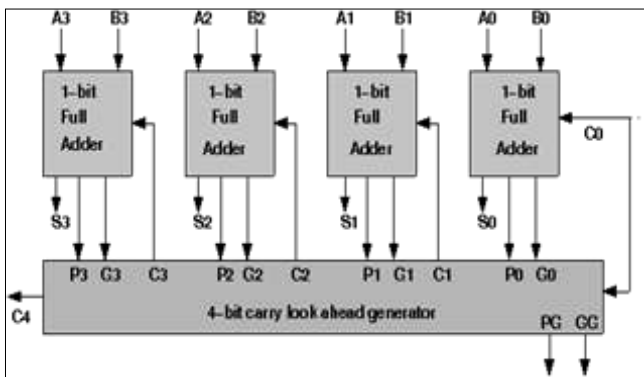 A3 B3 A2 B2 A1 B1 A0 B0
1-bit 1-bit 1-bit 1-bit
Full Full Full Full
Adder Adder Adder Adder
C0
S3 S2 S1 S0
P3 G3 C3 P2 G2 C2 P1 G1 C1 P0 G0
C4
4-bit carry look ahead generator
PG GG